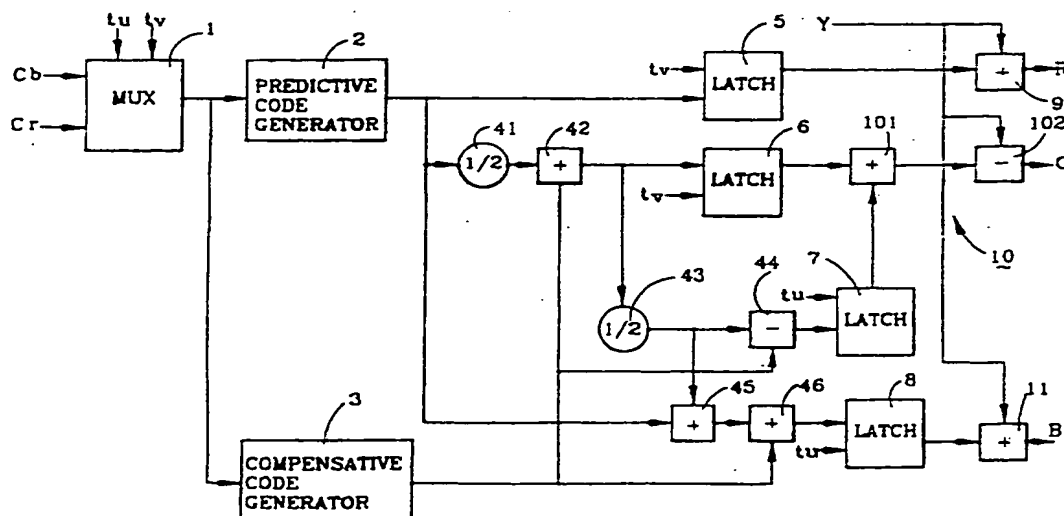 tu tv 1
Cb
Cr
MUX
2
PREDICTIVE
CODE
GENERATOR
5
tv
LATCH
Y
+
9
102
-
G
41
1/2
42
+
6
LATCH
tv
101
+
10
43
1/2
44
-
7
tu
LATCH
45
+
46
+
8
LATCH
tu
11
+
B
3
COMPENSATIVE
CODE
GENERATOR